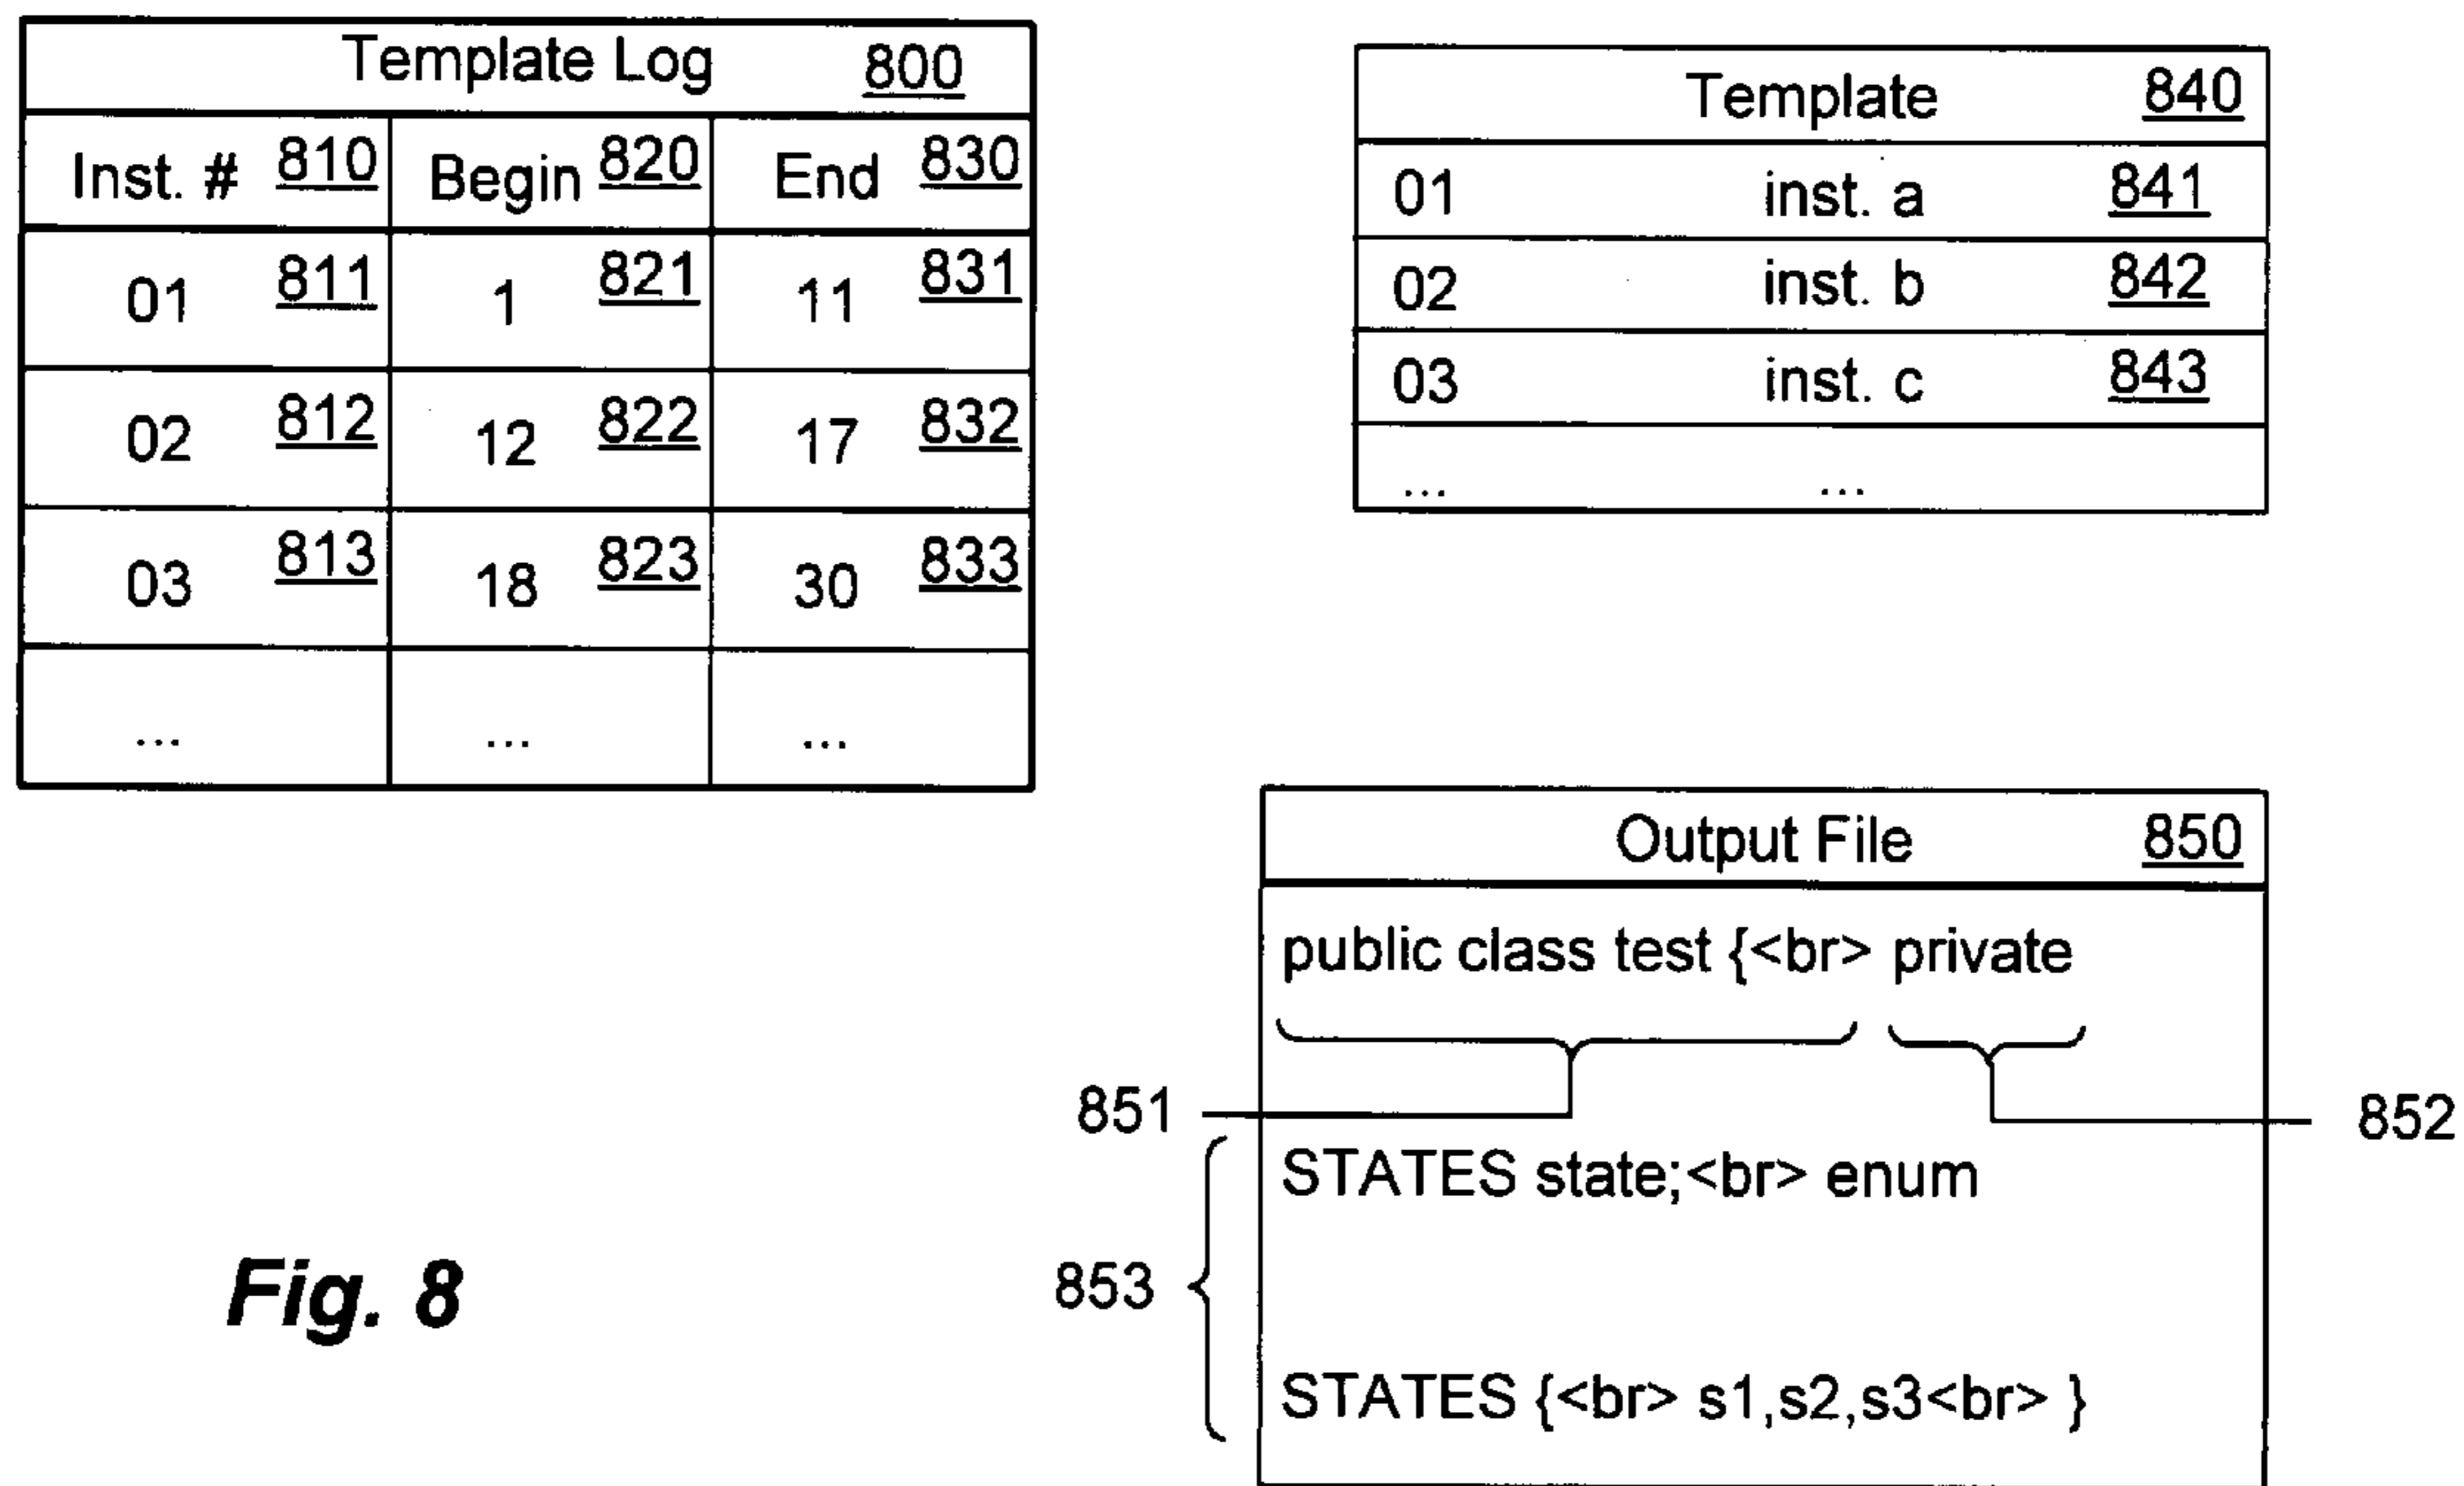 Template Log 800
Inst. # 810 Begin 820 End 830
01 811 1 821 11 831
02 812 12 822 17 832
03 813 18 823 30 833
... ... ...
Template 840
01 inst. a 841
02 inst. b 842
03 inst. c 843
... ...
Output File 850
public class test {<br> private
851 852
STATES state;<br> enum
853
STATES {<br> s1,s2,s3<br> }
Fig. 8